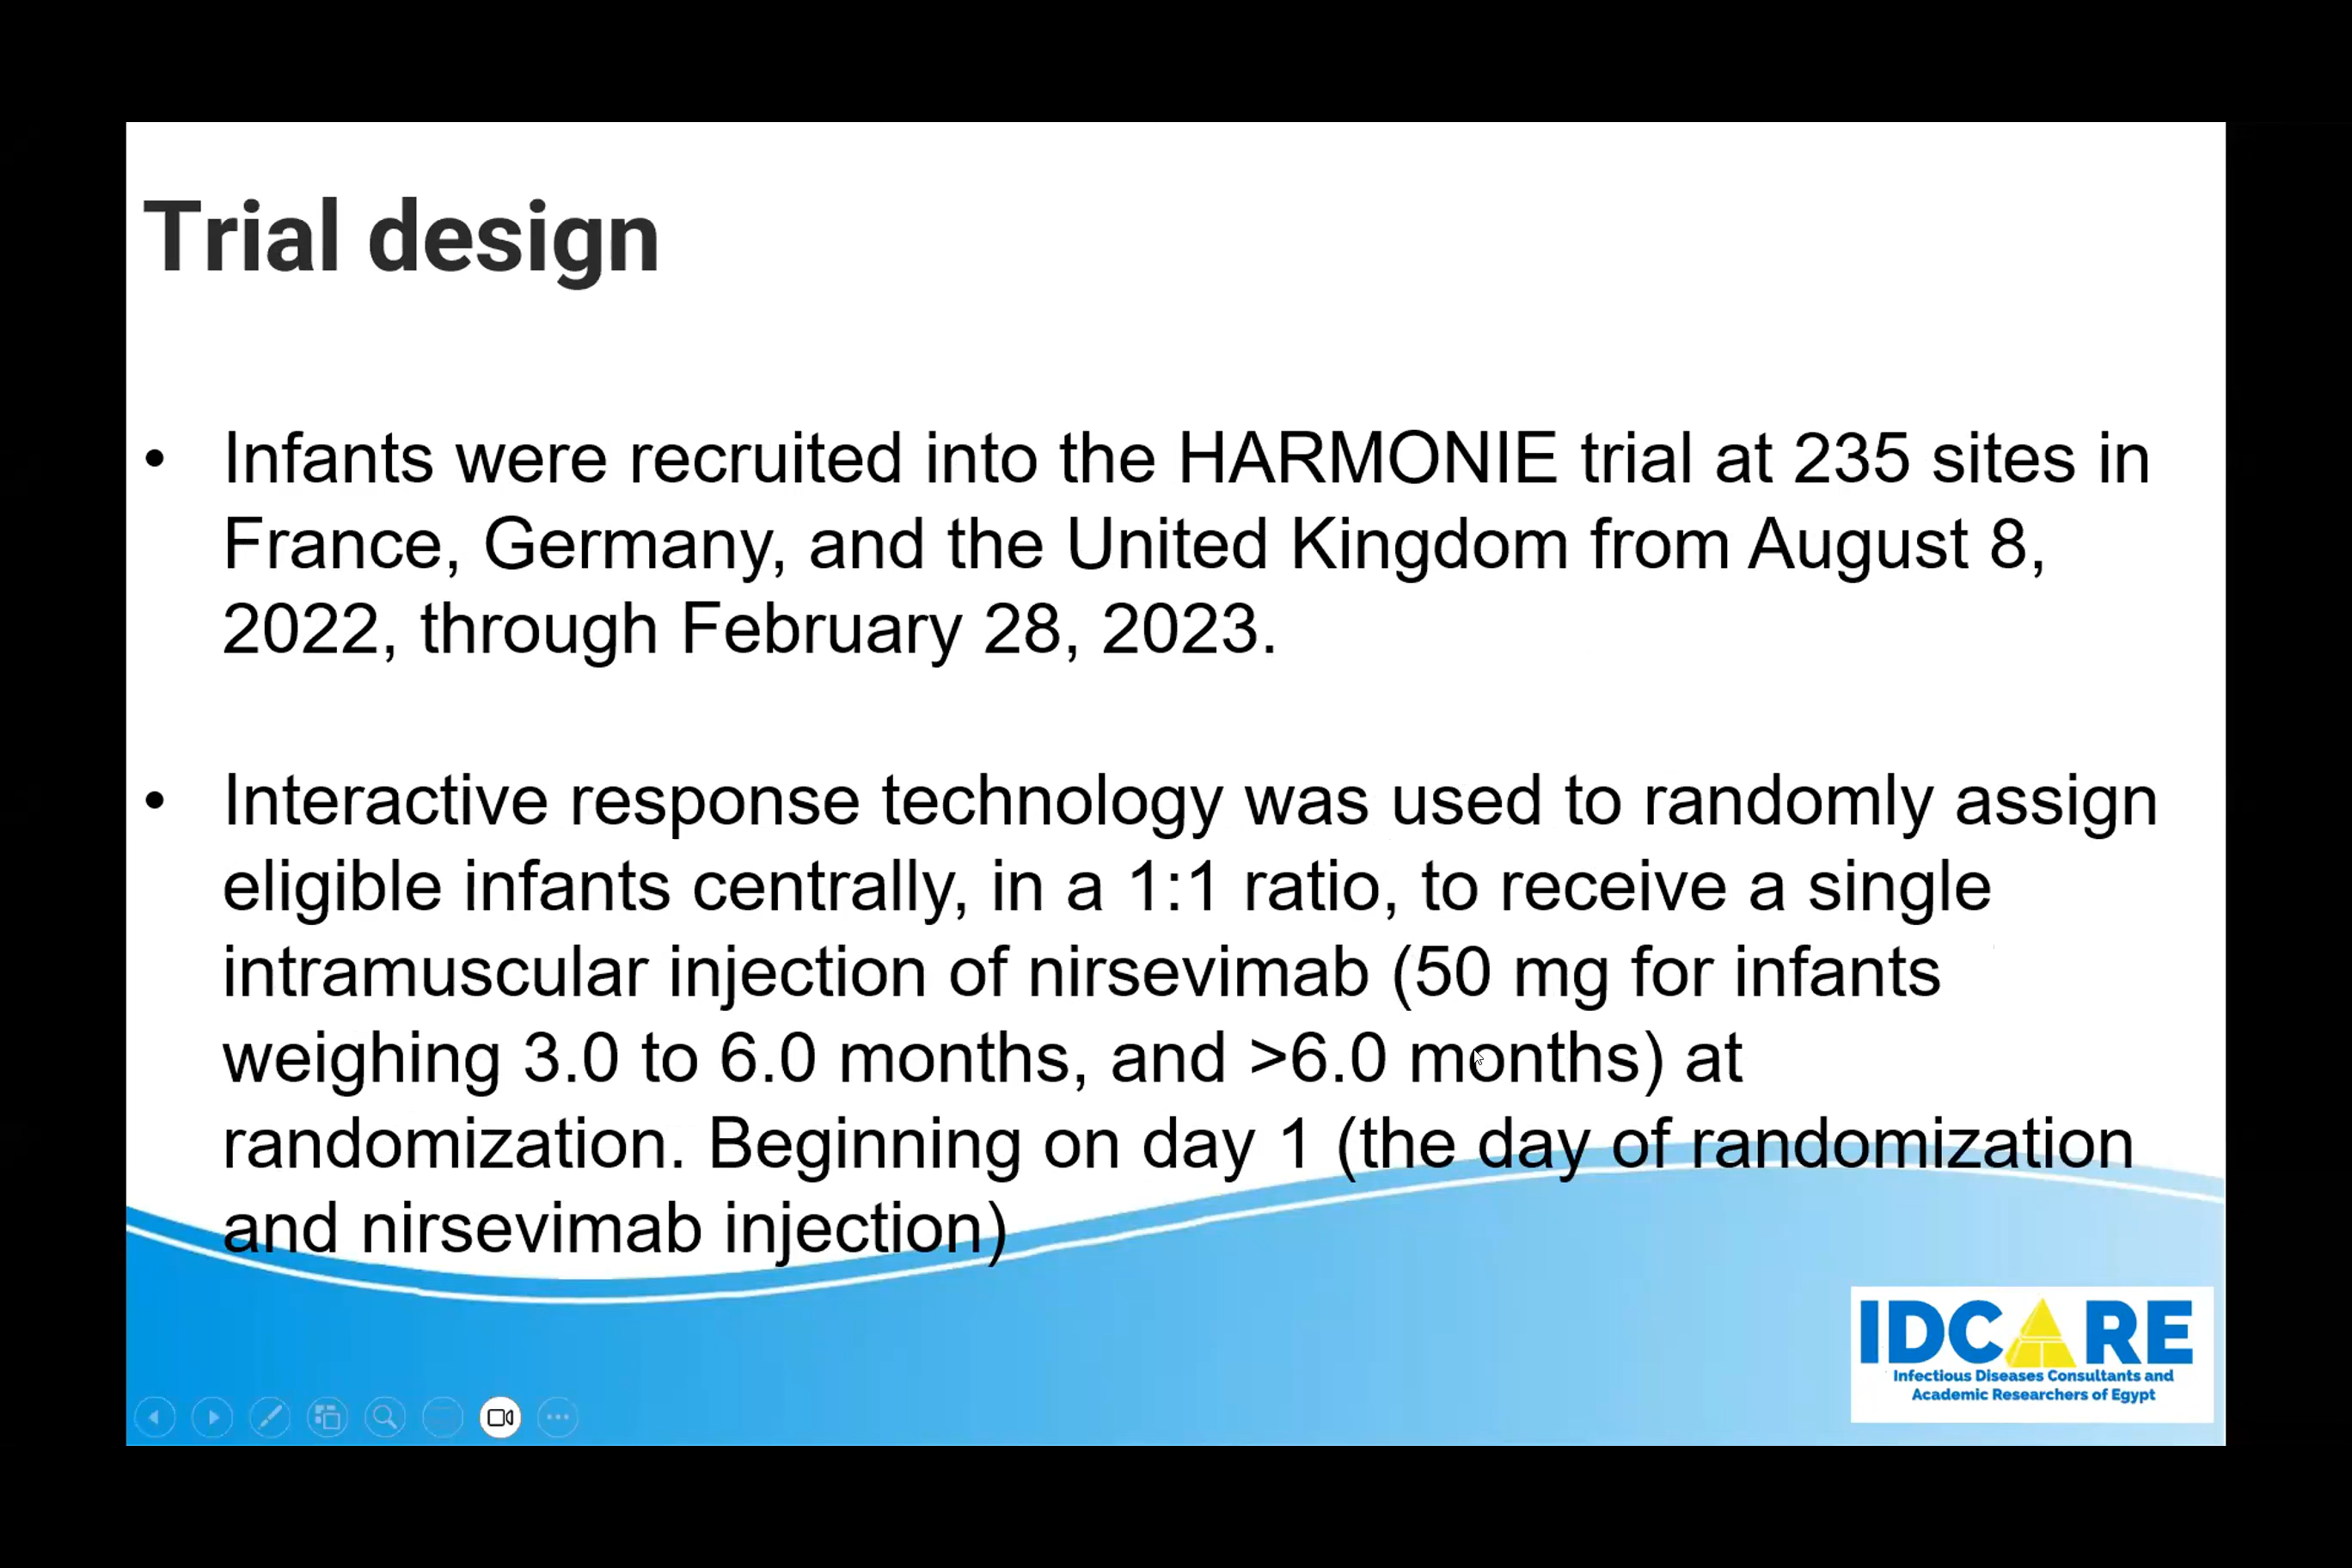 Trial design
• Infants were recruited into the HARMONIE trial at 235 sites in
France, Germany, and the United Kingdom from August 8,
2022, through February 28, 2023.
• Interactive response technology was used to randomly assign
eligible infants centrally, in a 1:1 ratio, to receive a single
intramuscular injection of nirsevimab (50 mg for infants
weighing 3.0 to 6.0 months, and >6.0 months) at
randomization. Beginning on day 1 (the day of randomization
and nirsevimab injection)
IDCARE
Infectious Diseases Consultants and
Academic Researchers of Egypt